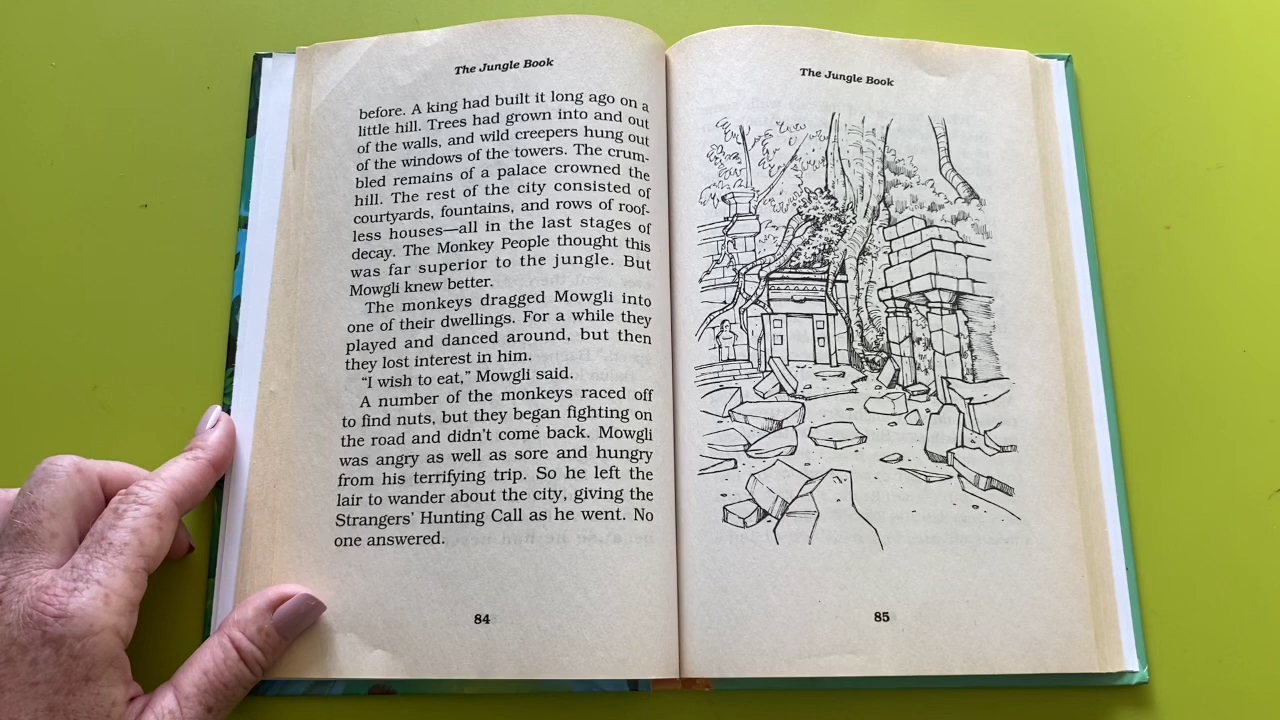 The Jungle Book
before. A king had built it long ago on a
little hill. Trees had grown into and out
of the walls, and wild creepers hung out
of the windows of the towers. The crum-
bled remains of a palace crowned the
hill. The rest of the city consisted of
courtyards, fountains, and rows of roof-
less houses—all in the last stages of
decay. The Monkey People thought this
was far superior to the jungle. But
Mowgli knew better.
The monkeys dragged Mowgli into
one of their dwellings. For a while they
played and danced around, but then
they lost interest in him.
“I wish to eat,” Mowgli said.
A number of the monkeys raced off
to find nuts, but they began fighting on
the road and didn't come back. Mowgli
was angry as well as sore and hungry
from his terrifying trip. So he left the
lair to wander about the city, giving the
Strangers’ Hunting Call as he went. No
one answered.
84
The Jungle Book
85